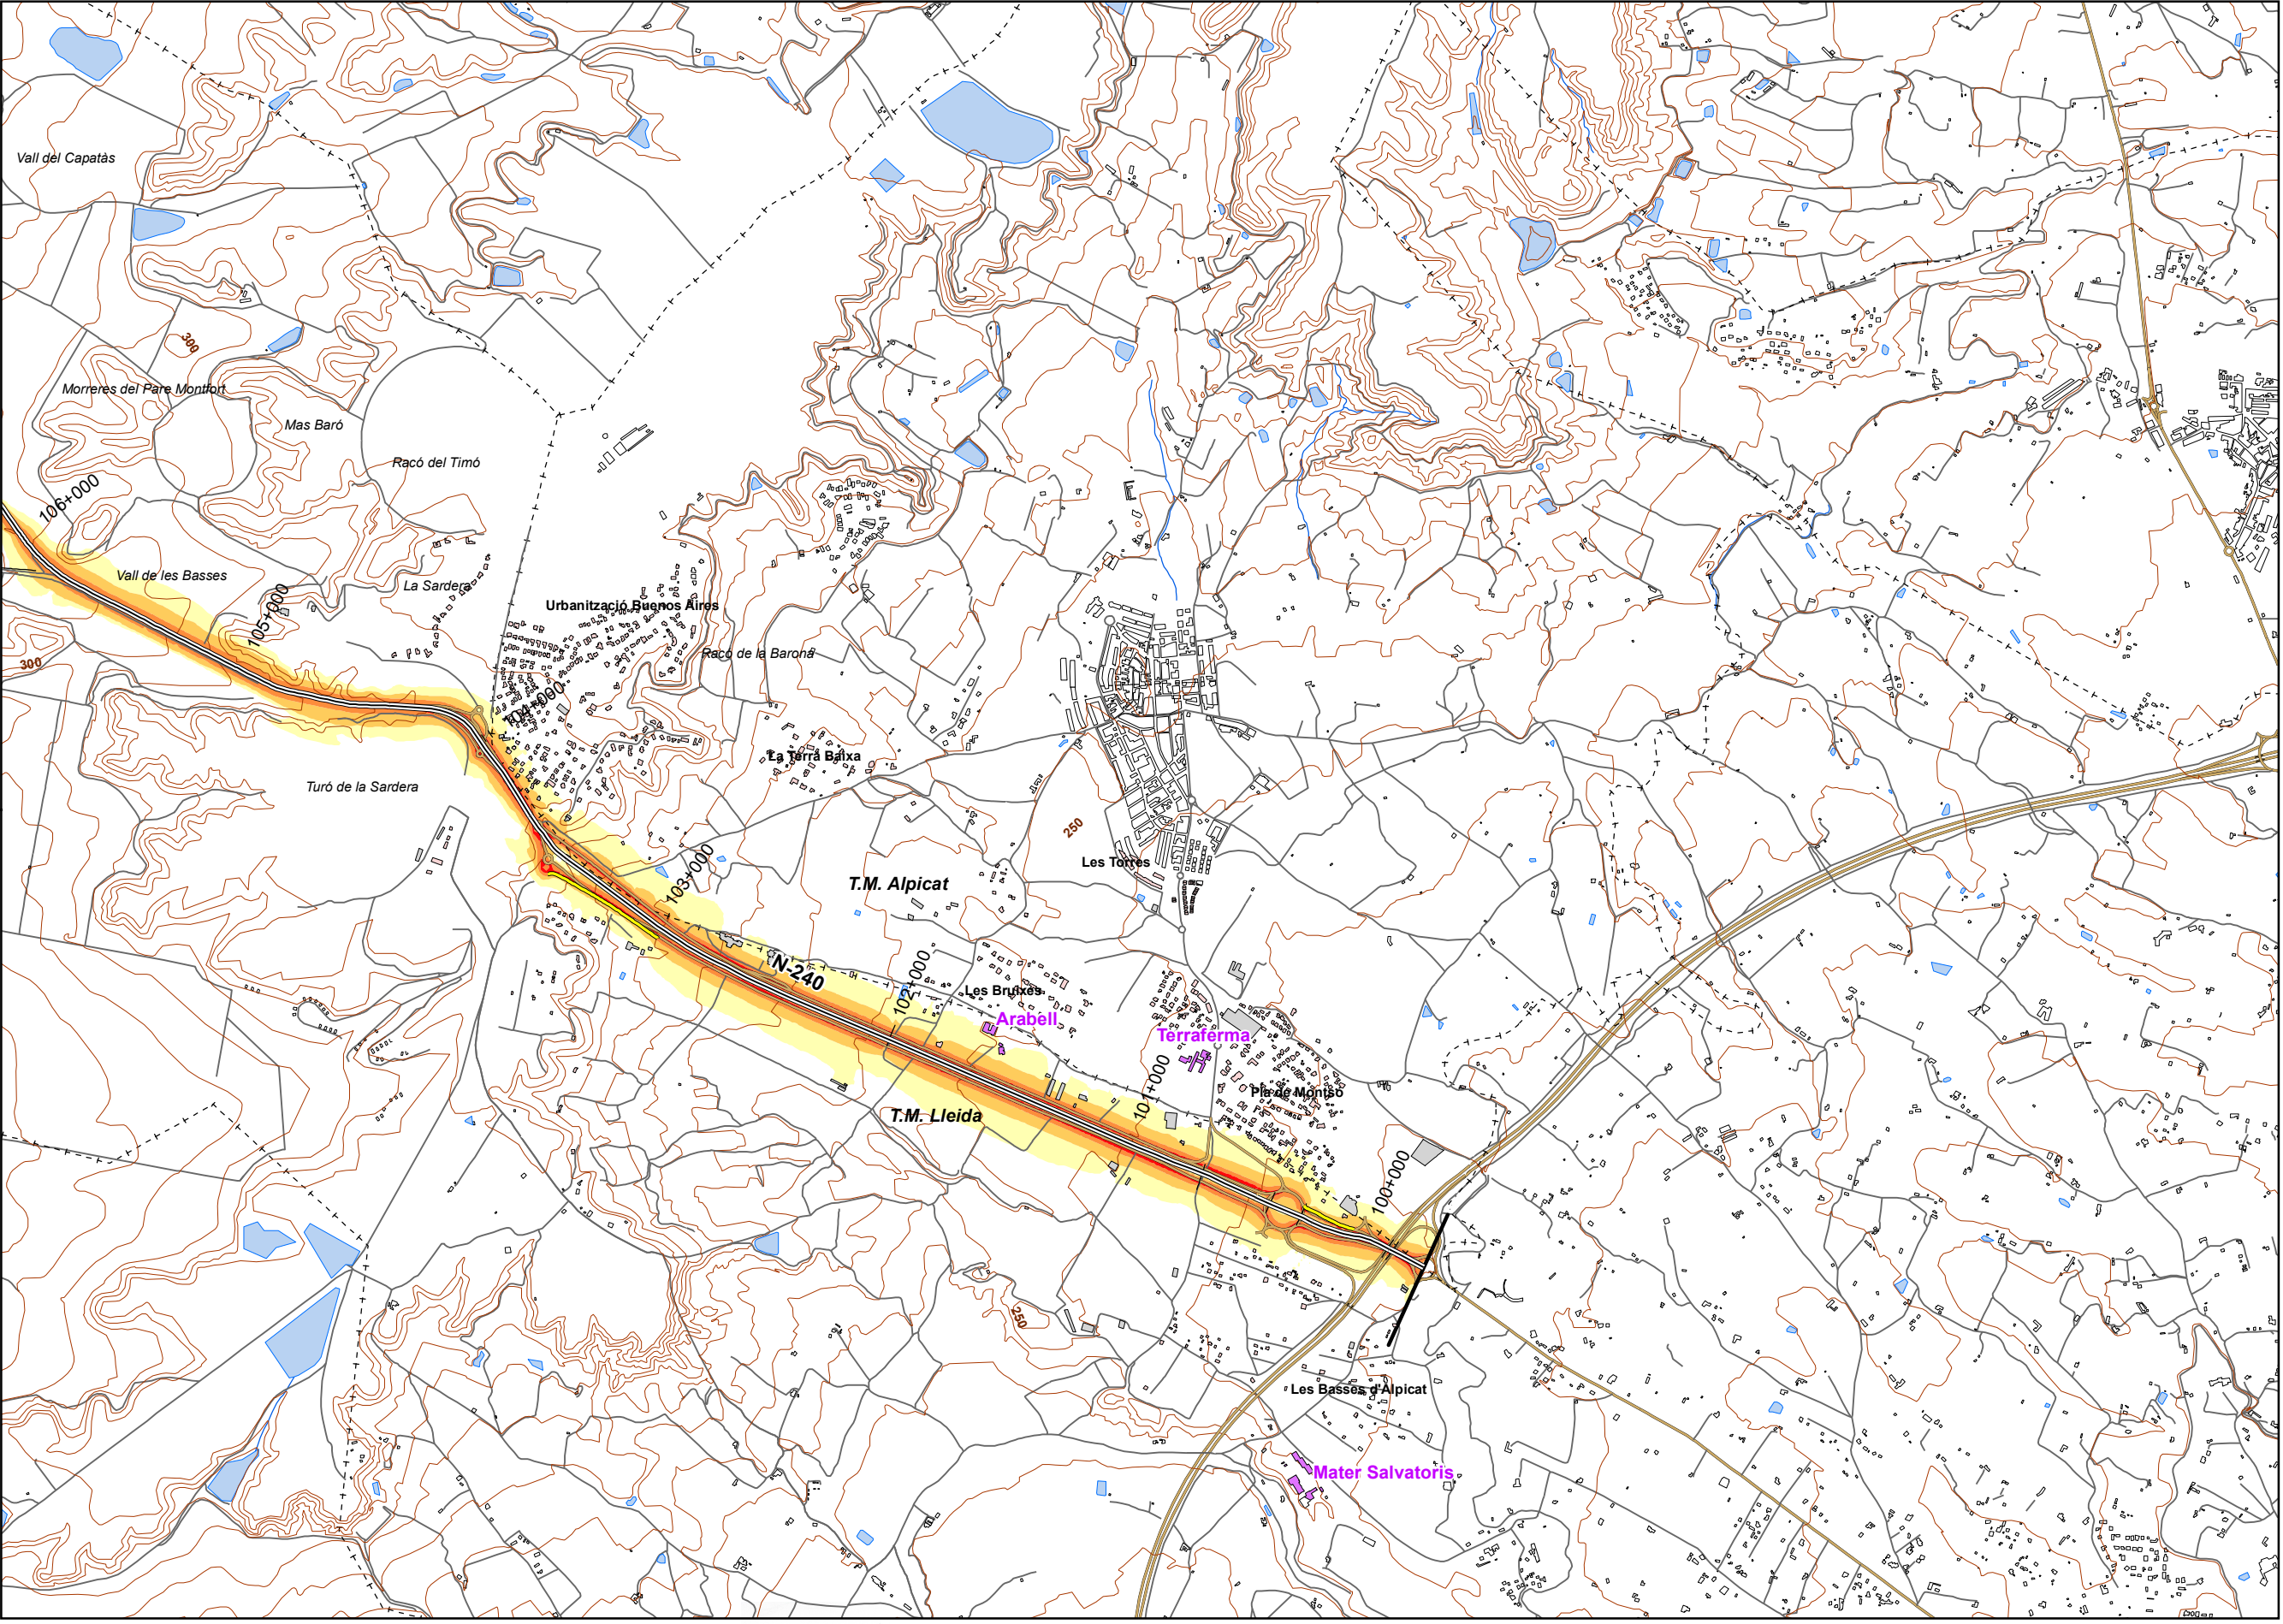 Vall del Capatàs
300
Morreres del Pare Montfort
Mas Baró
Racó del Timó
106+000
Vall de les Basses
105+000
La Sardera
Urbanització Buenos Aires
300
Racó de la Barona
104+000
La Terra Baixa
Turó de la Sardera
250
Les Torres
103+000
T.M. Alpicat
N-240
102+000
Les Bruixes
Arabell
Terraferma
101+000
Pla de Montsó
T.M. Lleida
100+000
250
Les Basses d'Alpicat
Mater Salvatoris